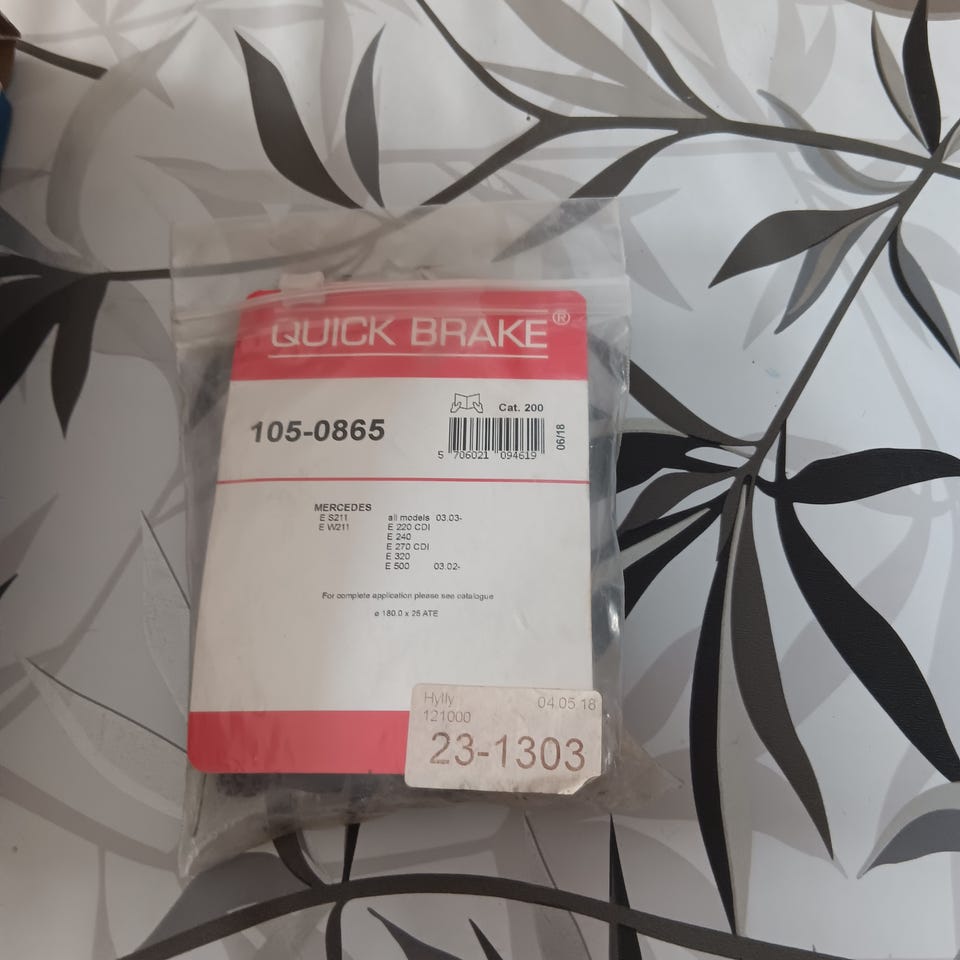 QUICK BRAKE®
105-0865
Cat. 200
5 706021 094619
06/18
MERCEDES
E S211 all models 03.03-
E W211 E 220 CDI
E 240
E 270 CDI
E 320
E 500 03.02-
For complete application please see catalogue
ø 180.0 x 25 ATE
Hylly 04.05.18
121000
23-1303